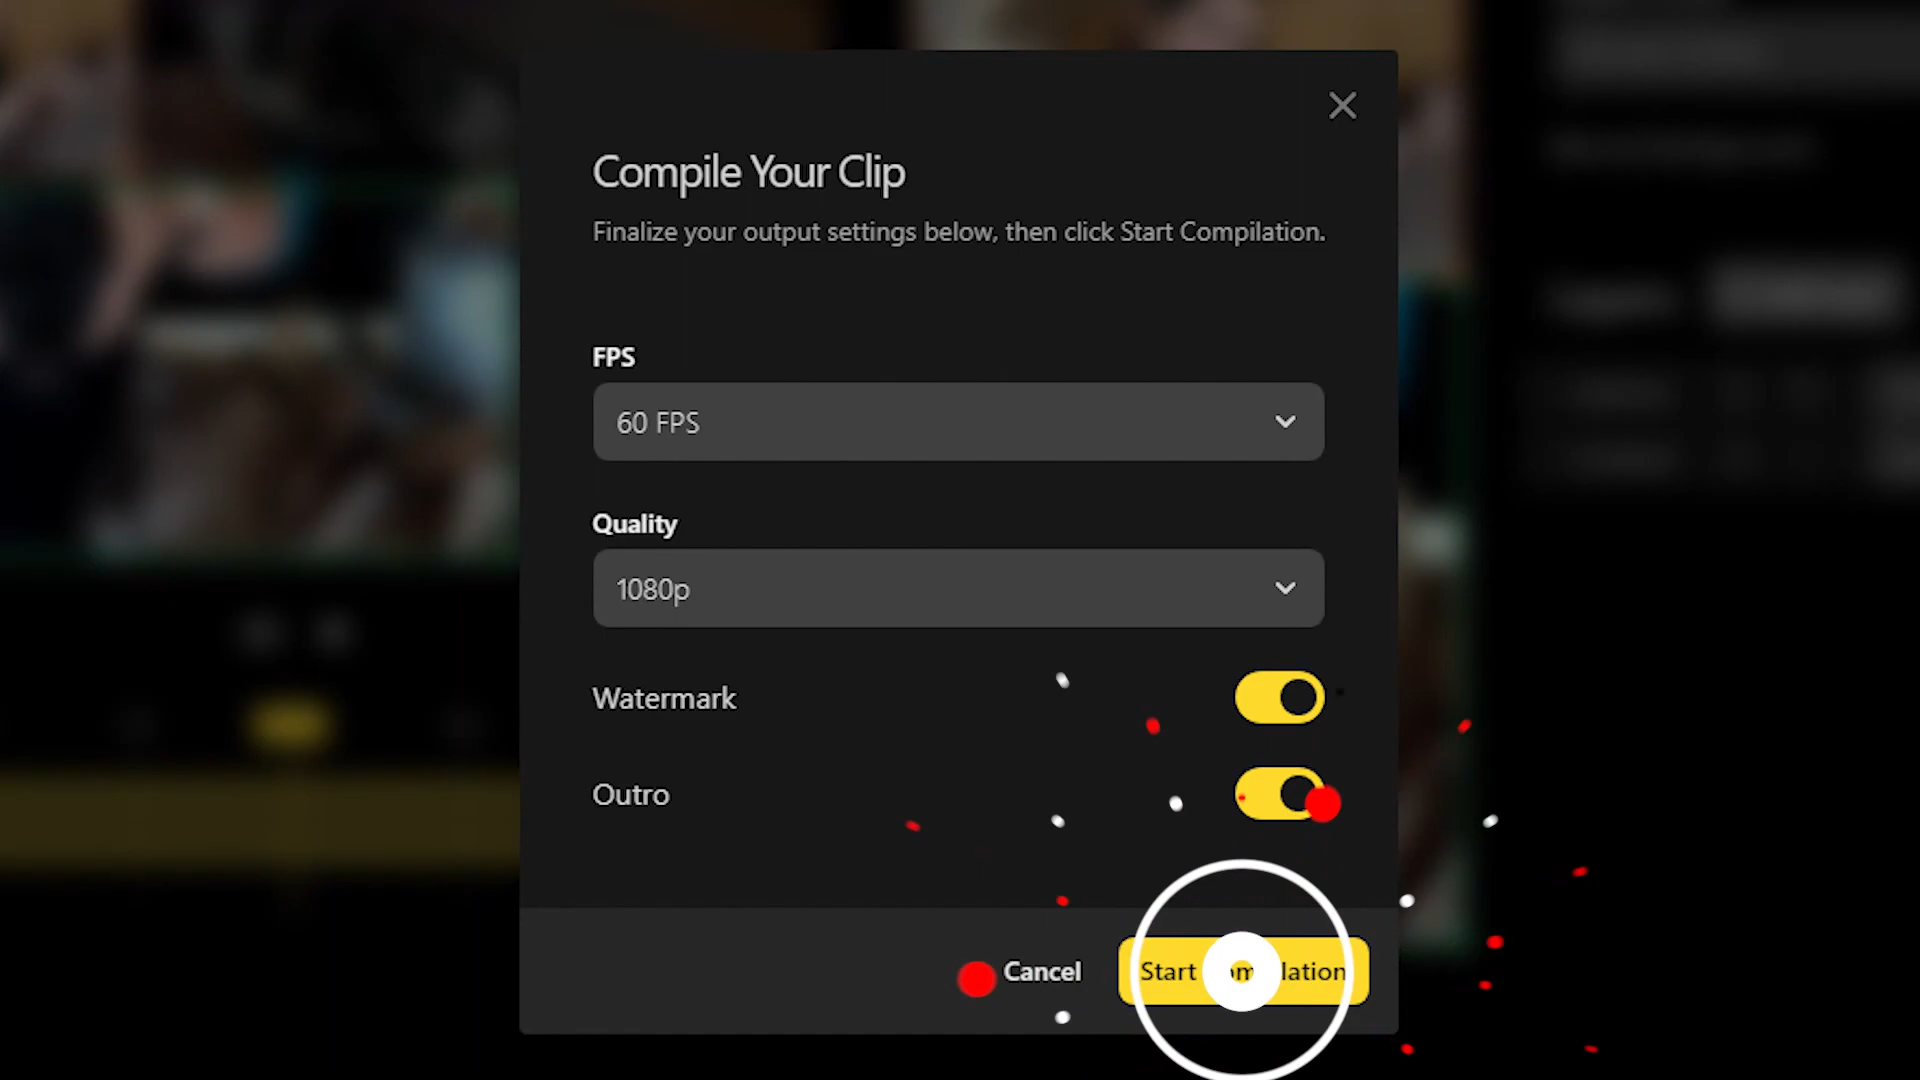 Compile Your Clip
Finalize your output settings below, then click Start Compilation.
FPS
60 FPS
Quality
1080p
Watermark
Outro
Cancel
Start